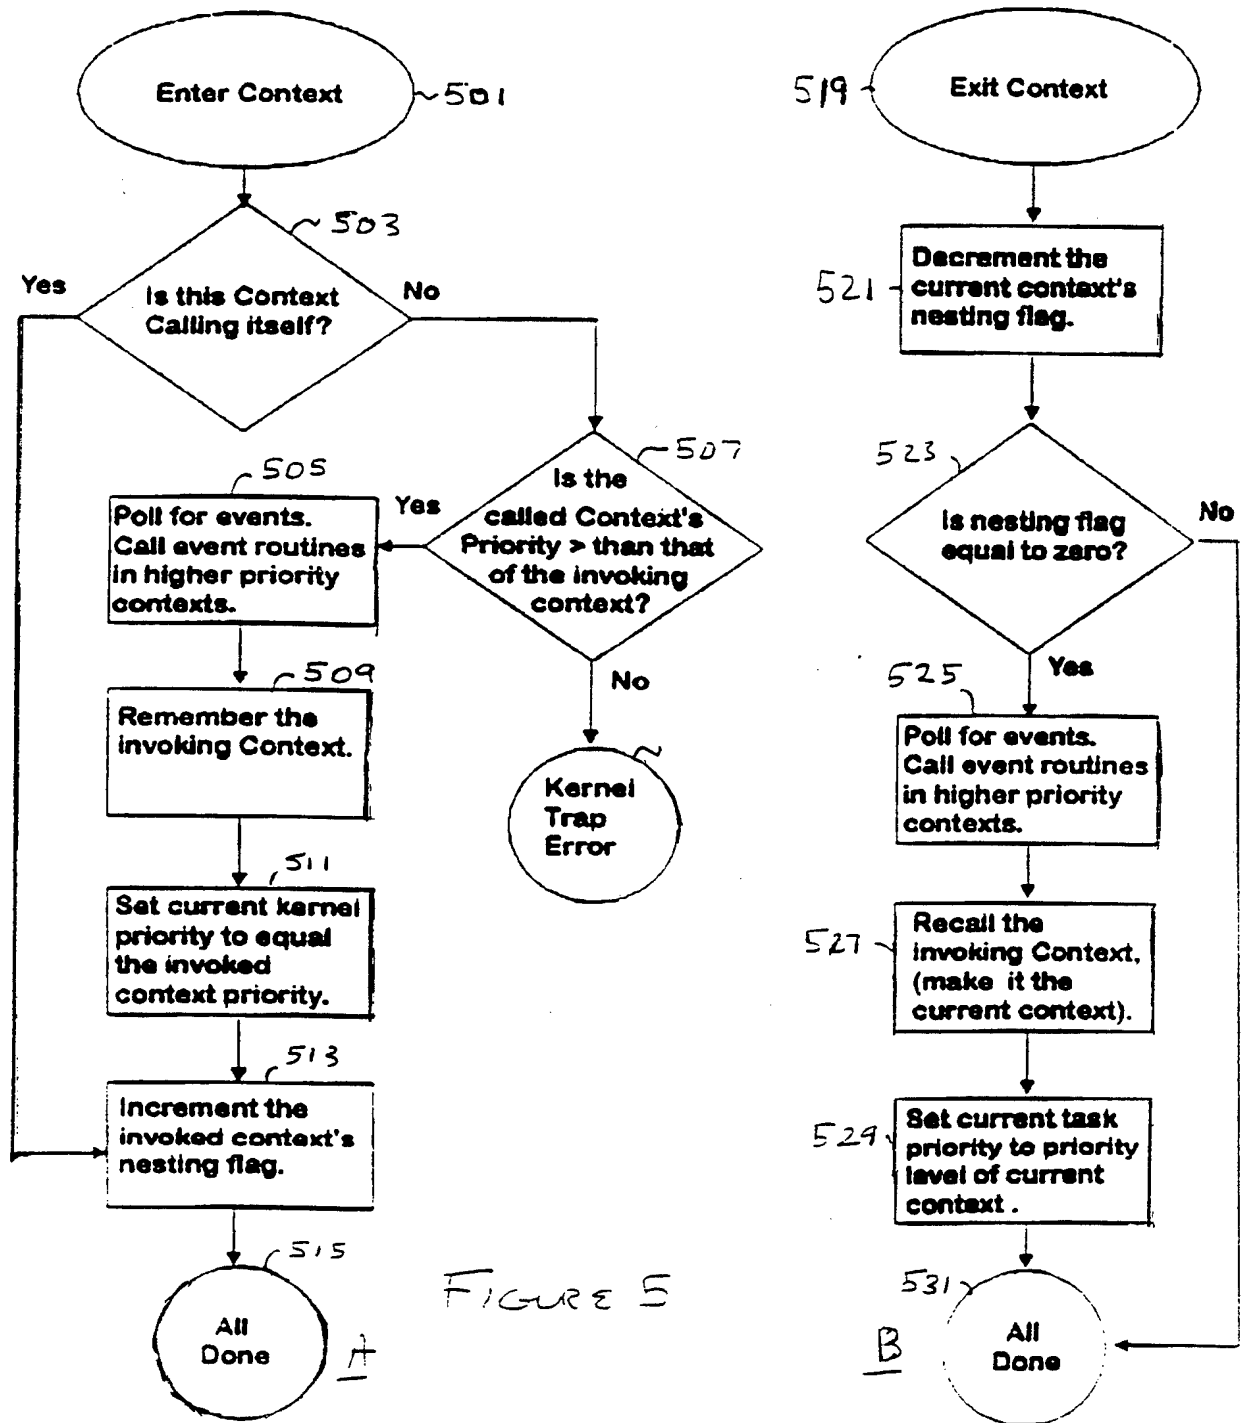 Enter Context
501
503
Is this Context
Calling itself?
Yes
No
507
Is the
called Context's
Priority > than that
of the invoking
context?
Yes
No
505
Poll for events.
Call event routines
in higher priority
contexts.
509
Remember the
invoking Context.
Kernel
Trap
Error
511
Set current kernel
priority to equal
the invoked
context priority.
513
Increment the
invoked context's
nesting flag.
515
All
Done
A
FIGURE 5
519
Exit Context
521
Decrement the
current context's
nesting flag.
523
Is nesting flag
equal to zero?
No
Yes
525
Poll for events.
Call event routines
in higher priority
contexts.
527
Recall the
invoking Context,
(make it the
current context).
529
Set current task
priority to priority
level of current
context .
531
All
Done
B